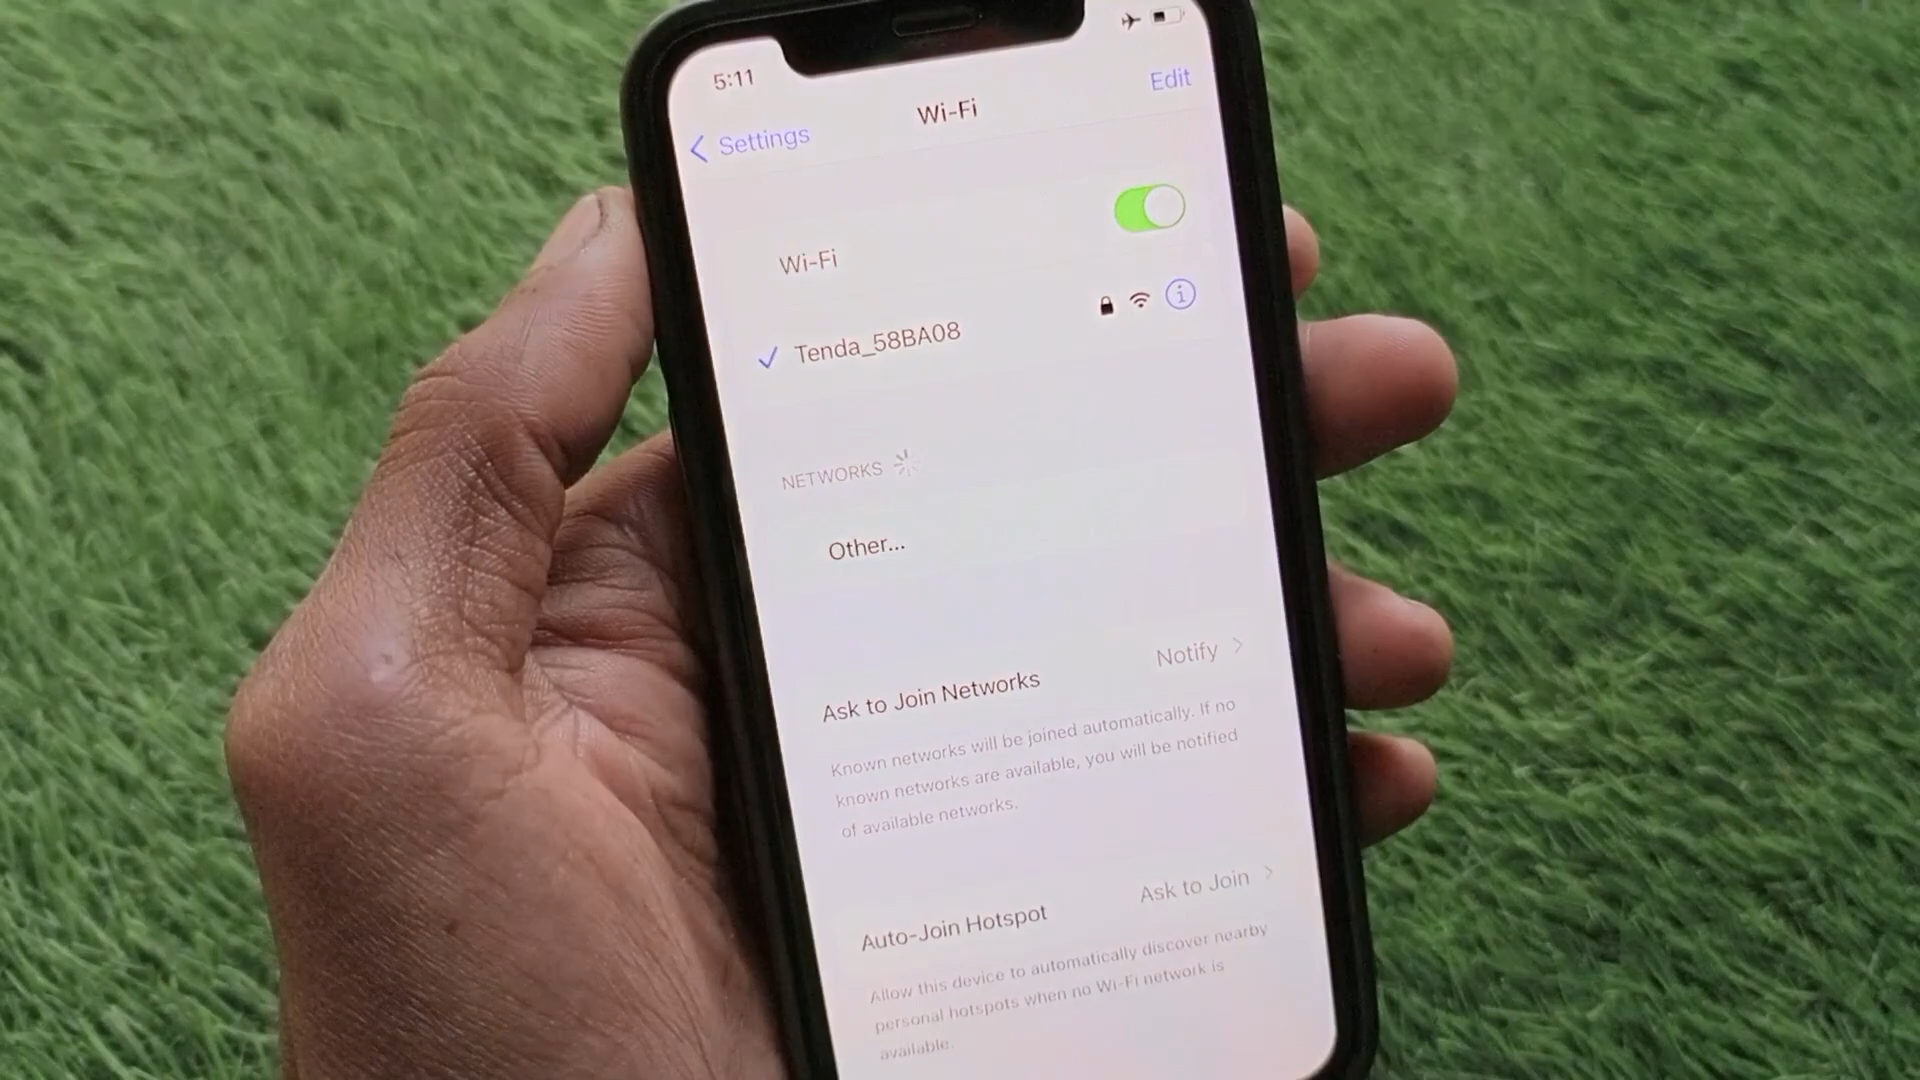 5:11
Settings
Wi-Fi
Edit
Wi-Fi
Tenda_58BA08
NETWORKS
Other...
Ask to Join Networks
Notify
Known networks will be joined automatically. If no
known networks are available, you will be notified
of available networks.
Auto-Join Hotspot
Ask to Join
Allow this device to automatically discover nearby
personal hotspots when no Wi-Fi network is
available.